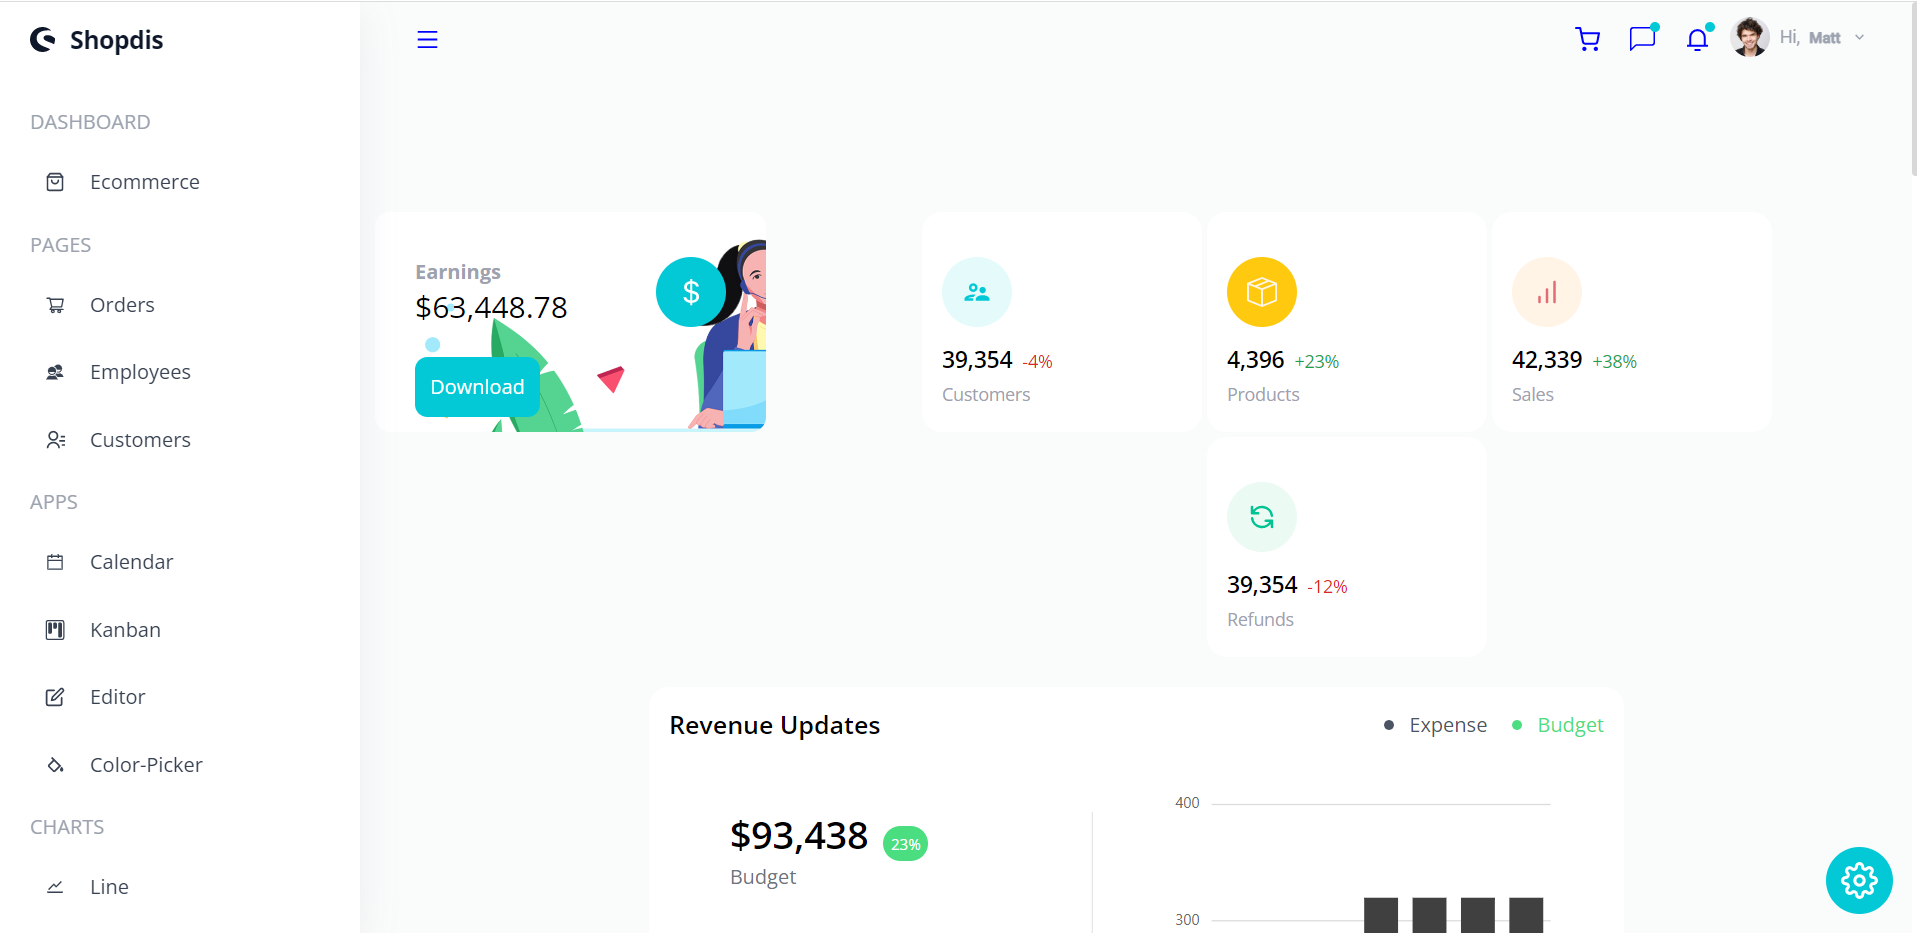 Shopdis
Hi, Matt
DASHBOARD
Ecommerce
PAGES
Orders
Employees
Customers
APPS
Calendar
Kanban
Editor
Color-Picker
CHARTS
Line
Earnings
$63,448.78
$
Download
39,354 -4%
Customers
4,396 +23%
Products
42,339 +38%
Sales
39,354 -12%
Refunds
Revenue Updates
Expense
Budget
$93,438 23%
Budget
400
300